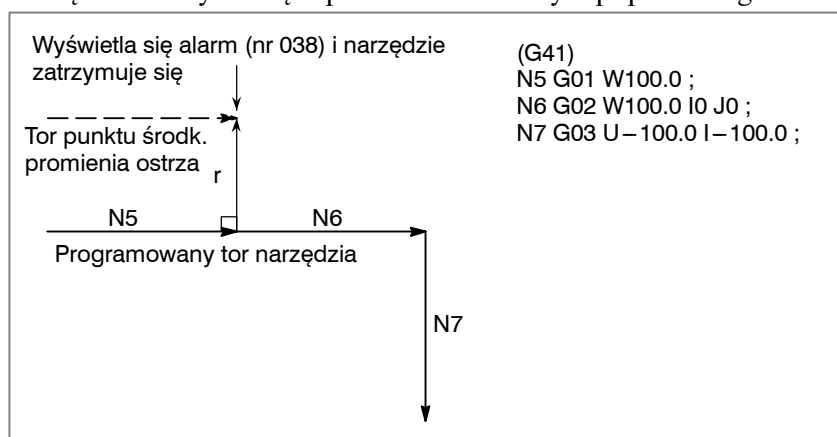 Wyświetla się alarm (nr 038) i narzędzie
zatrzymuje się
Tor punktu środk.
promienia ostrza
r
N5
N6
Programowany tor narzędzia
N7
(G41)
N5 G01 W100.0 ;
N6 G02 W100.0 I0 J0 ;
N7 G03 U−100.0 I−100.0 ;